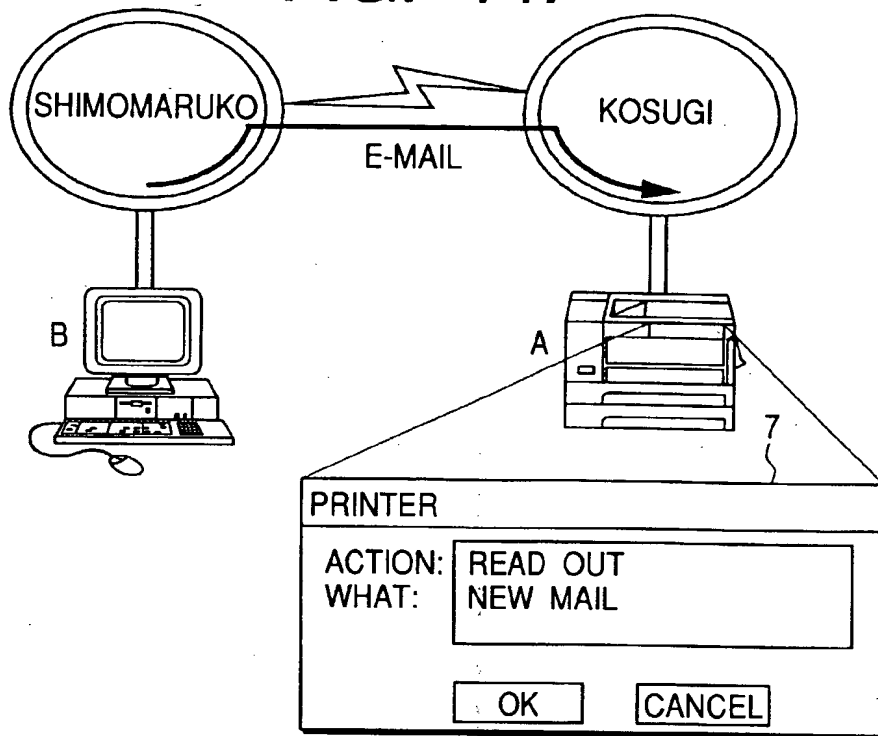 SHIMOMARUKO
KOSUGI
E-MAIL
B
A
7
PRINTER
ACTION: READ OUT
WHAT: NEW MAIL
OK CANCEL